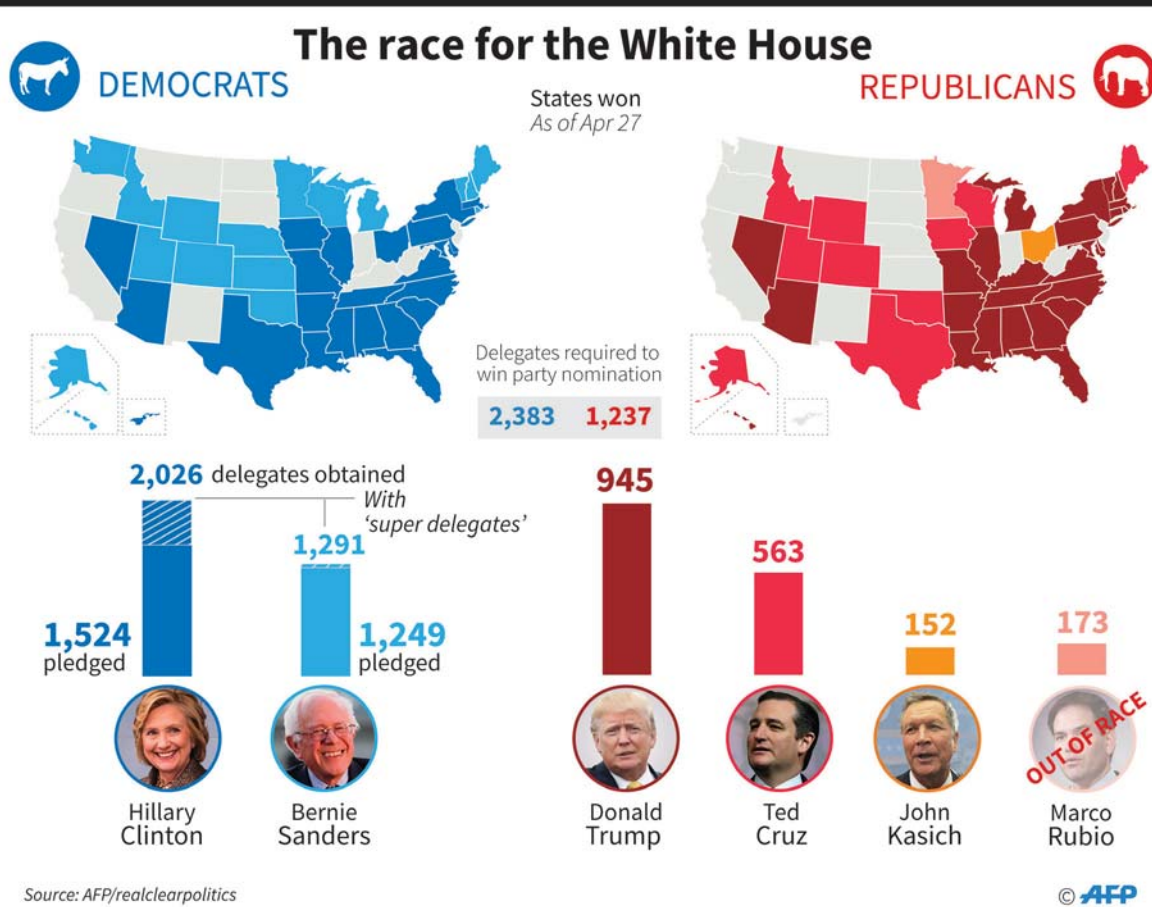 The race for the White House
DEMOCRATS
REPUBLICANS
States won
As of Apr 27
Delegates required to
win party nomination
2,383 1,237
2,026 delegates obtained
With
'super delegates'
1,291
1,524
pledged
1,249
pledged
945
563
152
173
OUT OF RACE
Hillary
Clinton
Bernie
Sanders
Donald
Trump
Ted
Cruz
John
Kasich
Marco
Rubio
Source: AFP/realclearpolitics
© AFP